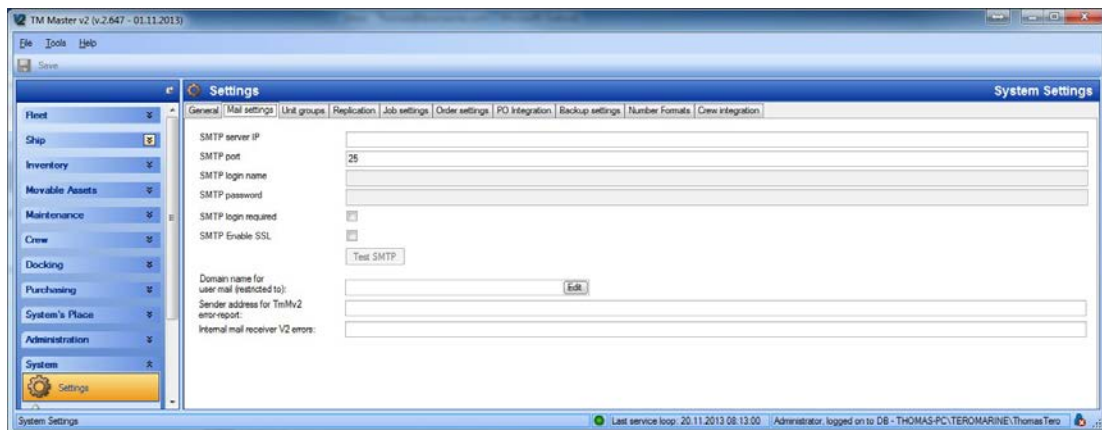 TM Master v2 (v.2.647 - 01.11.2013)
File Tools Help
Save
Settings System Settings
General Mail settings Unit groups Replication Job settings Order settings PO Integration Backup settings Number Formats Crew integration
Fleet
Ship
Inventory
Movable Assets
Maintenance
Crew
Docking
Purchasing
System's Place
Administration
System
Settings
SMTP server IP
SMTP port 25
SMTP login name
SMTP password
SMTP login required
SMTP Enable SSL
Test SMTP
Domain name for
user mail (restricted to): Edit
Sender address for TmMv2
error-report:
Internal mail receiver V2 errors:
System Settings Last service loop: 20.11.2013 08:13:00 Administrator, logged on to DB - THOMAS-PC\TEROMARINE\ThomasTero